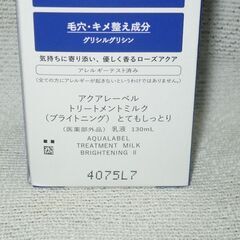 毛穴・キメ整え成分
グリシルグリシン
気持ちに寄り添い、優しく香るローズアクア
アレルギーテスト済み
(全ての方にアレルギーが起きないというわけではありません)
アクアレーベル
トリートメントミルク
(ブライトニング) とてもしっとり
(医薬部外品) 乳液 130mL
AQUALABEL
TREATMENT MILK
BRIGHTENING II
4075L7